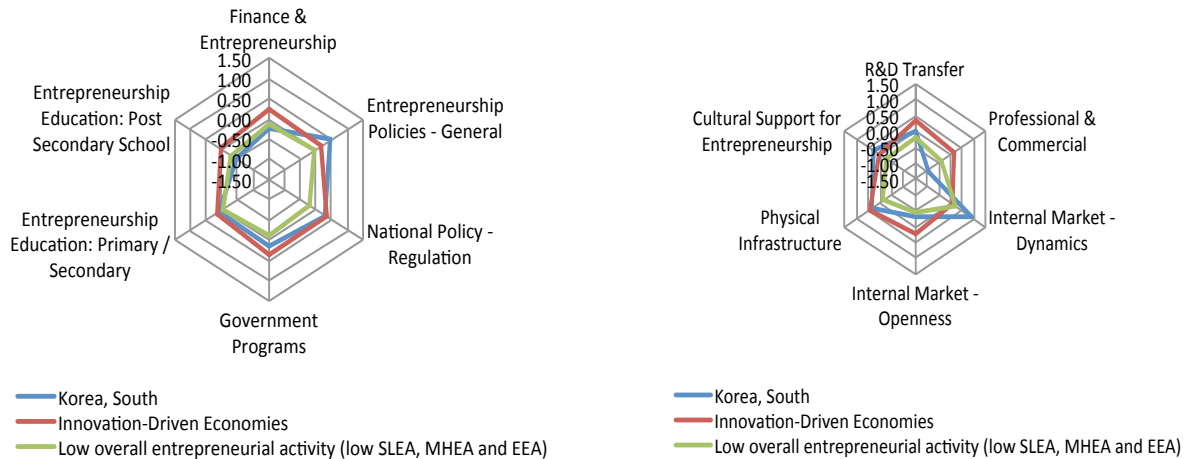 Finance &
Entrepreneurship
1.50
1.00
0.50
0.00
-0.50
-1.00
-1.50
Entrepreneurship
Policies - General
National Policy -
Regulation
Government
Programs
Entrepreneurship
Education: Primary /
Secondary
Entrepreneurship
Education: Post
Secondary School
Korea, South
Innovation-Driven Economies
Low overall entrepreneurial activity (low SLEA, MHEA and EEA)
R&D Transfer
1.50
1.00
0.50
0.00
-0.50
-1.00
-1.50
Professional &
Commercial
Internal Market -
Dynamics
Internal Market -
Openness
Physical
Infrastructure
Cultural Support for
Entrepreneurship
Korea, South
Innovation-Driven Economies
Low overall entrepreneurial activity (low SLEA, MHEA and EEA)